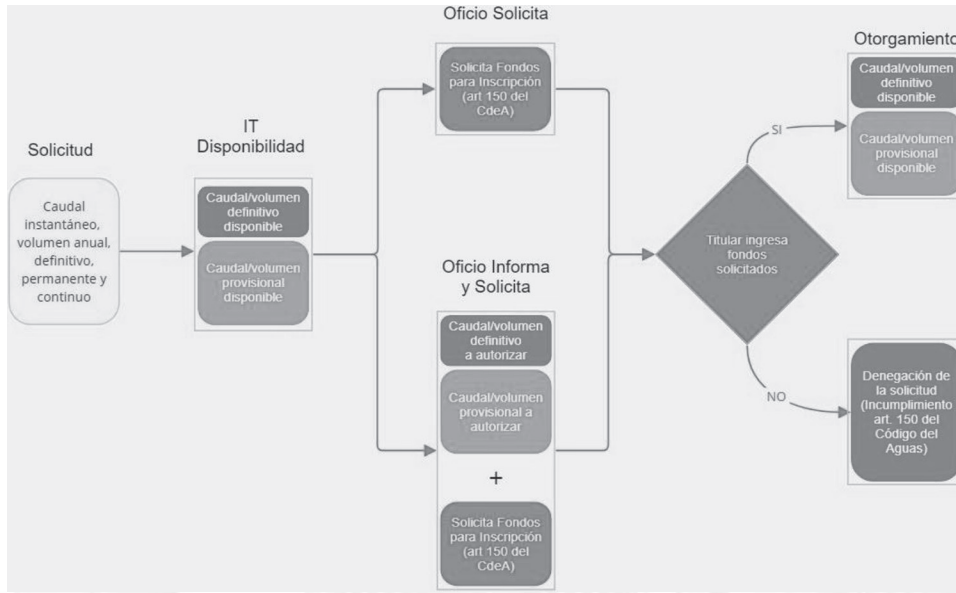 Solicitud
Caudal
instantáneo,
volumen anual,
definitivo,
permanente y
continuo
IT
Disponibilidad
Caudal/volumen
definitivo
disponible
Caudal/volumen
provisional
disponible
Oficio Solicita
Solicita Fondos
para Inscripción
(art 150 del
CdeA)
Oficio Informa
y Solicita
Caudal/volumen
definitivo
a autorizar
Caudal/volumen
provisional a
autorizar
+
Solicita Fondos
para Inscripción
(art 150 del
CdeA)
Titular ingresa
fondos
solicitados
SI
NO
Otorgamiento
Caudal/volumen
definitivo
disponible
Caudal/volumen
provisional
disponible
Denegación de
la solicitud
(Incumplimiento
art. 150 del
Código del
Aguas)